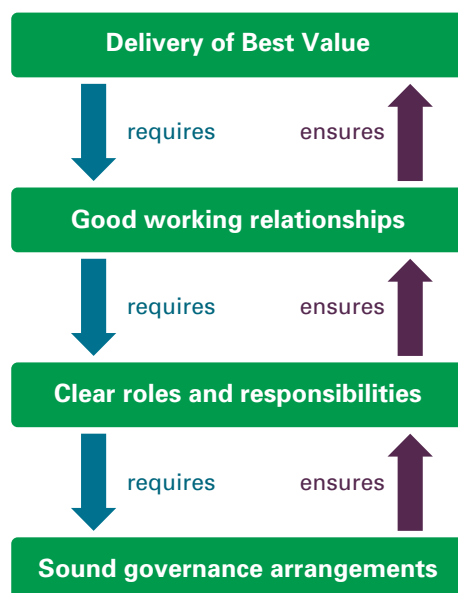 Delivery of Best Value
requires ensures
Good working relationships
requires ensures
Clear roles and responsibilities
requires ensures
Sound governance arrangements